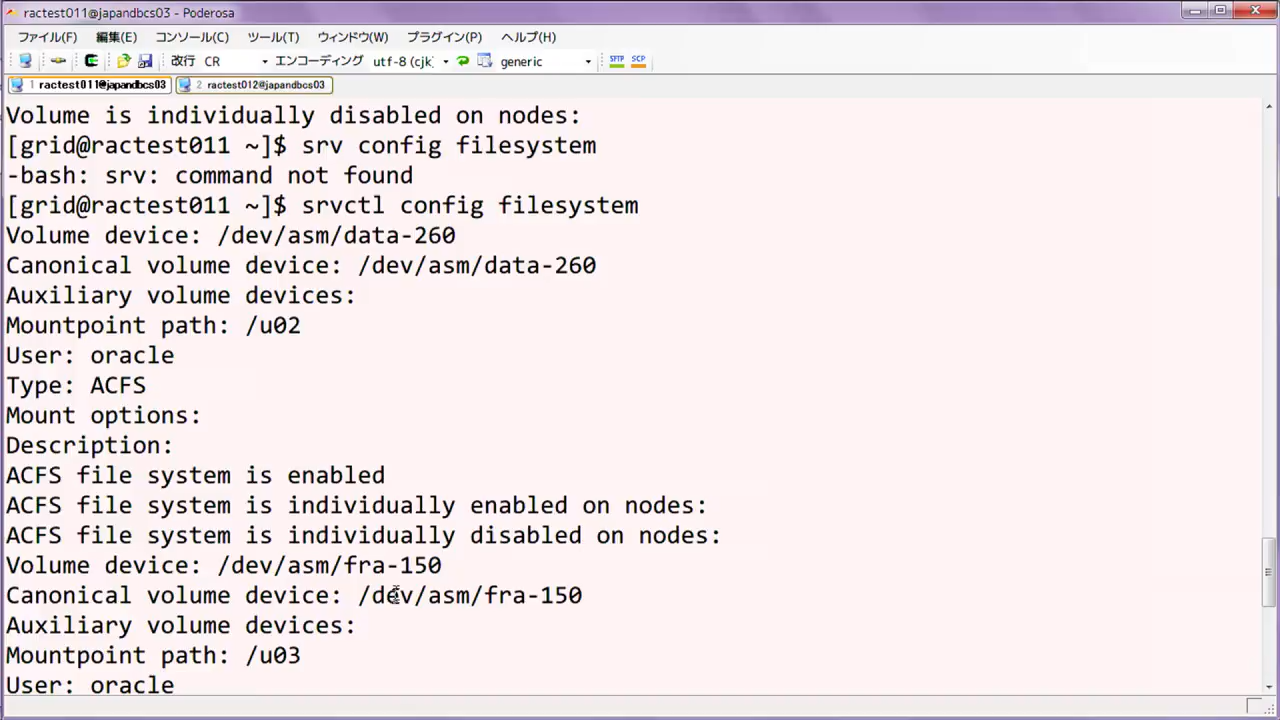 ractest011@japandbcs03 - Poderosa
ファイル(F) 編集(E) コンソール(C) ツール(T) ウィンドウ(W) プラグイン(P) ヘルプ(H)
改行 CR エンコーディング utf-8 (cjk) generic SFTP SCP
1 ractest011@japandbcs03 2 ractest012@japandbcs03
Volume is individually disabled on nodes:
[grid@ractest011 ~]$ srv config filesystem
-bash: srv: command not found
[grid@ractest011 ~]$ srvctl config filesystem
Volume device: /dev/asm/data-260
Canonical volume device: /dev/asm/data-260
Auxiliary volume devices:
Mountpoint path: /u02
User: oracle
Type: ACFS
Mount options:
Description:
ACFS file system is enabled
ACFS file system is individually enabled on nodes:
ACFS file system is individually disabled on nodes:
Volume device: /dev/asm/fra-150
Canonical volume device: /dev/asm/fra-150
Auxiliary volume devices:
Mountpoint path: /u03
User: oracle